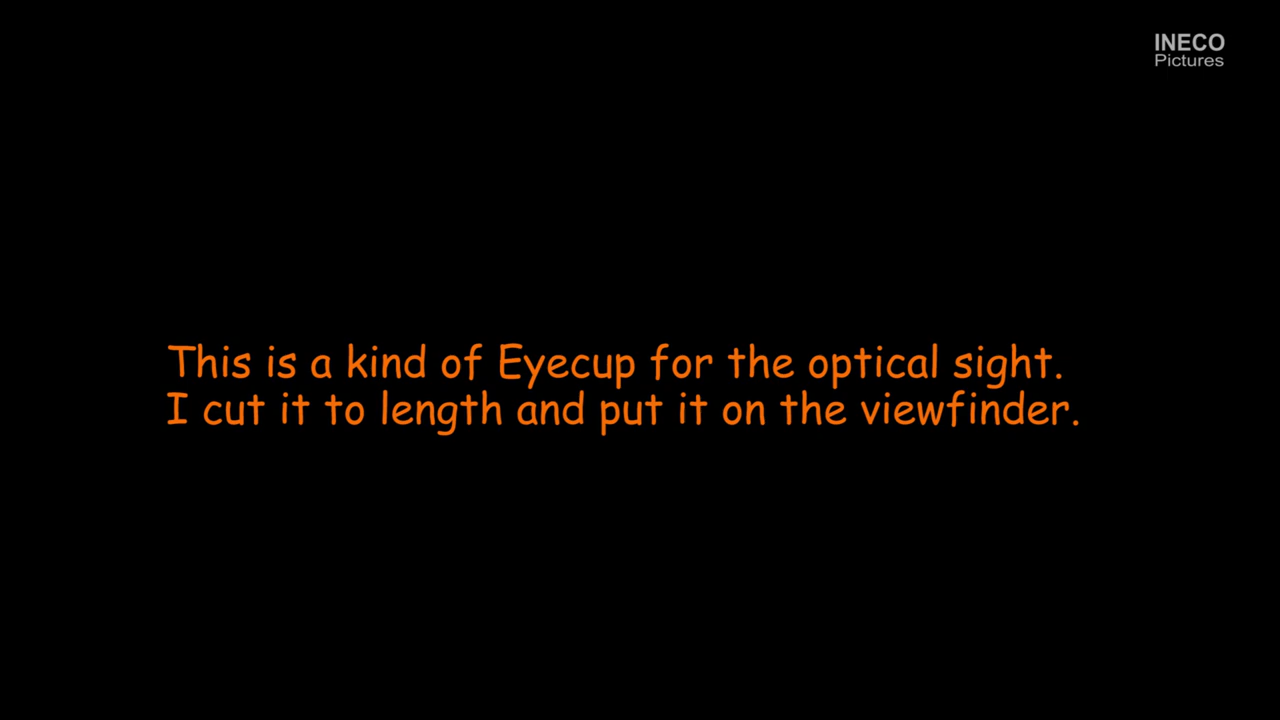 INECO
Pictures
This is a kind of Eyecup for the optical sight.
I cut it to length and put it on the viewfinder.